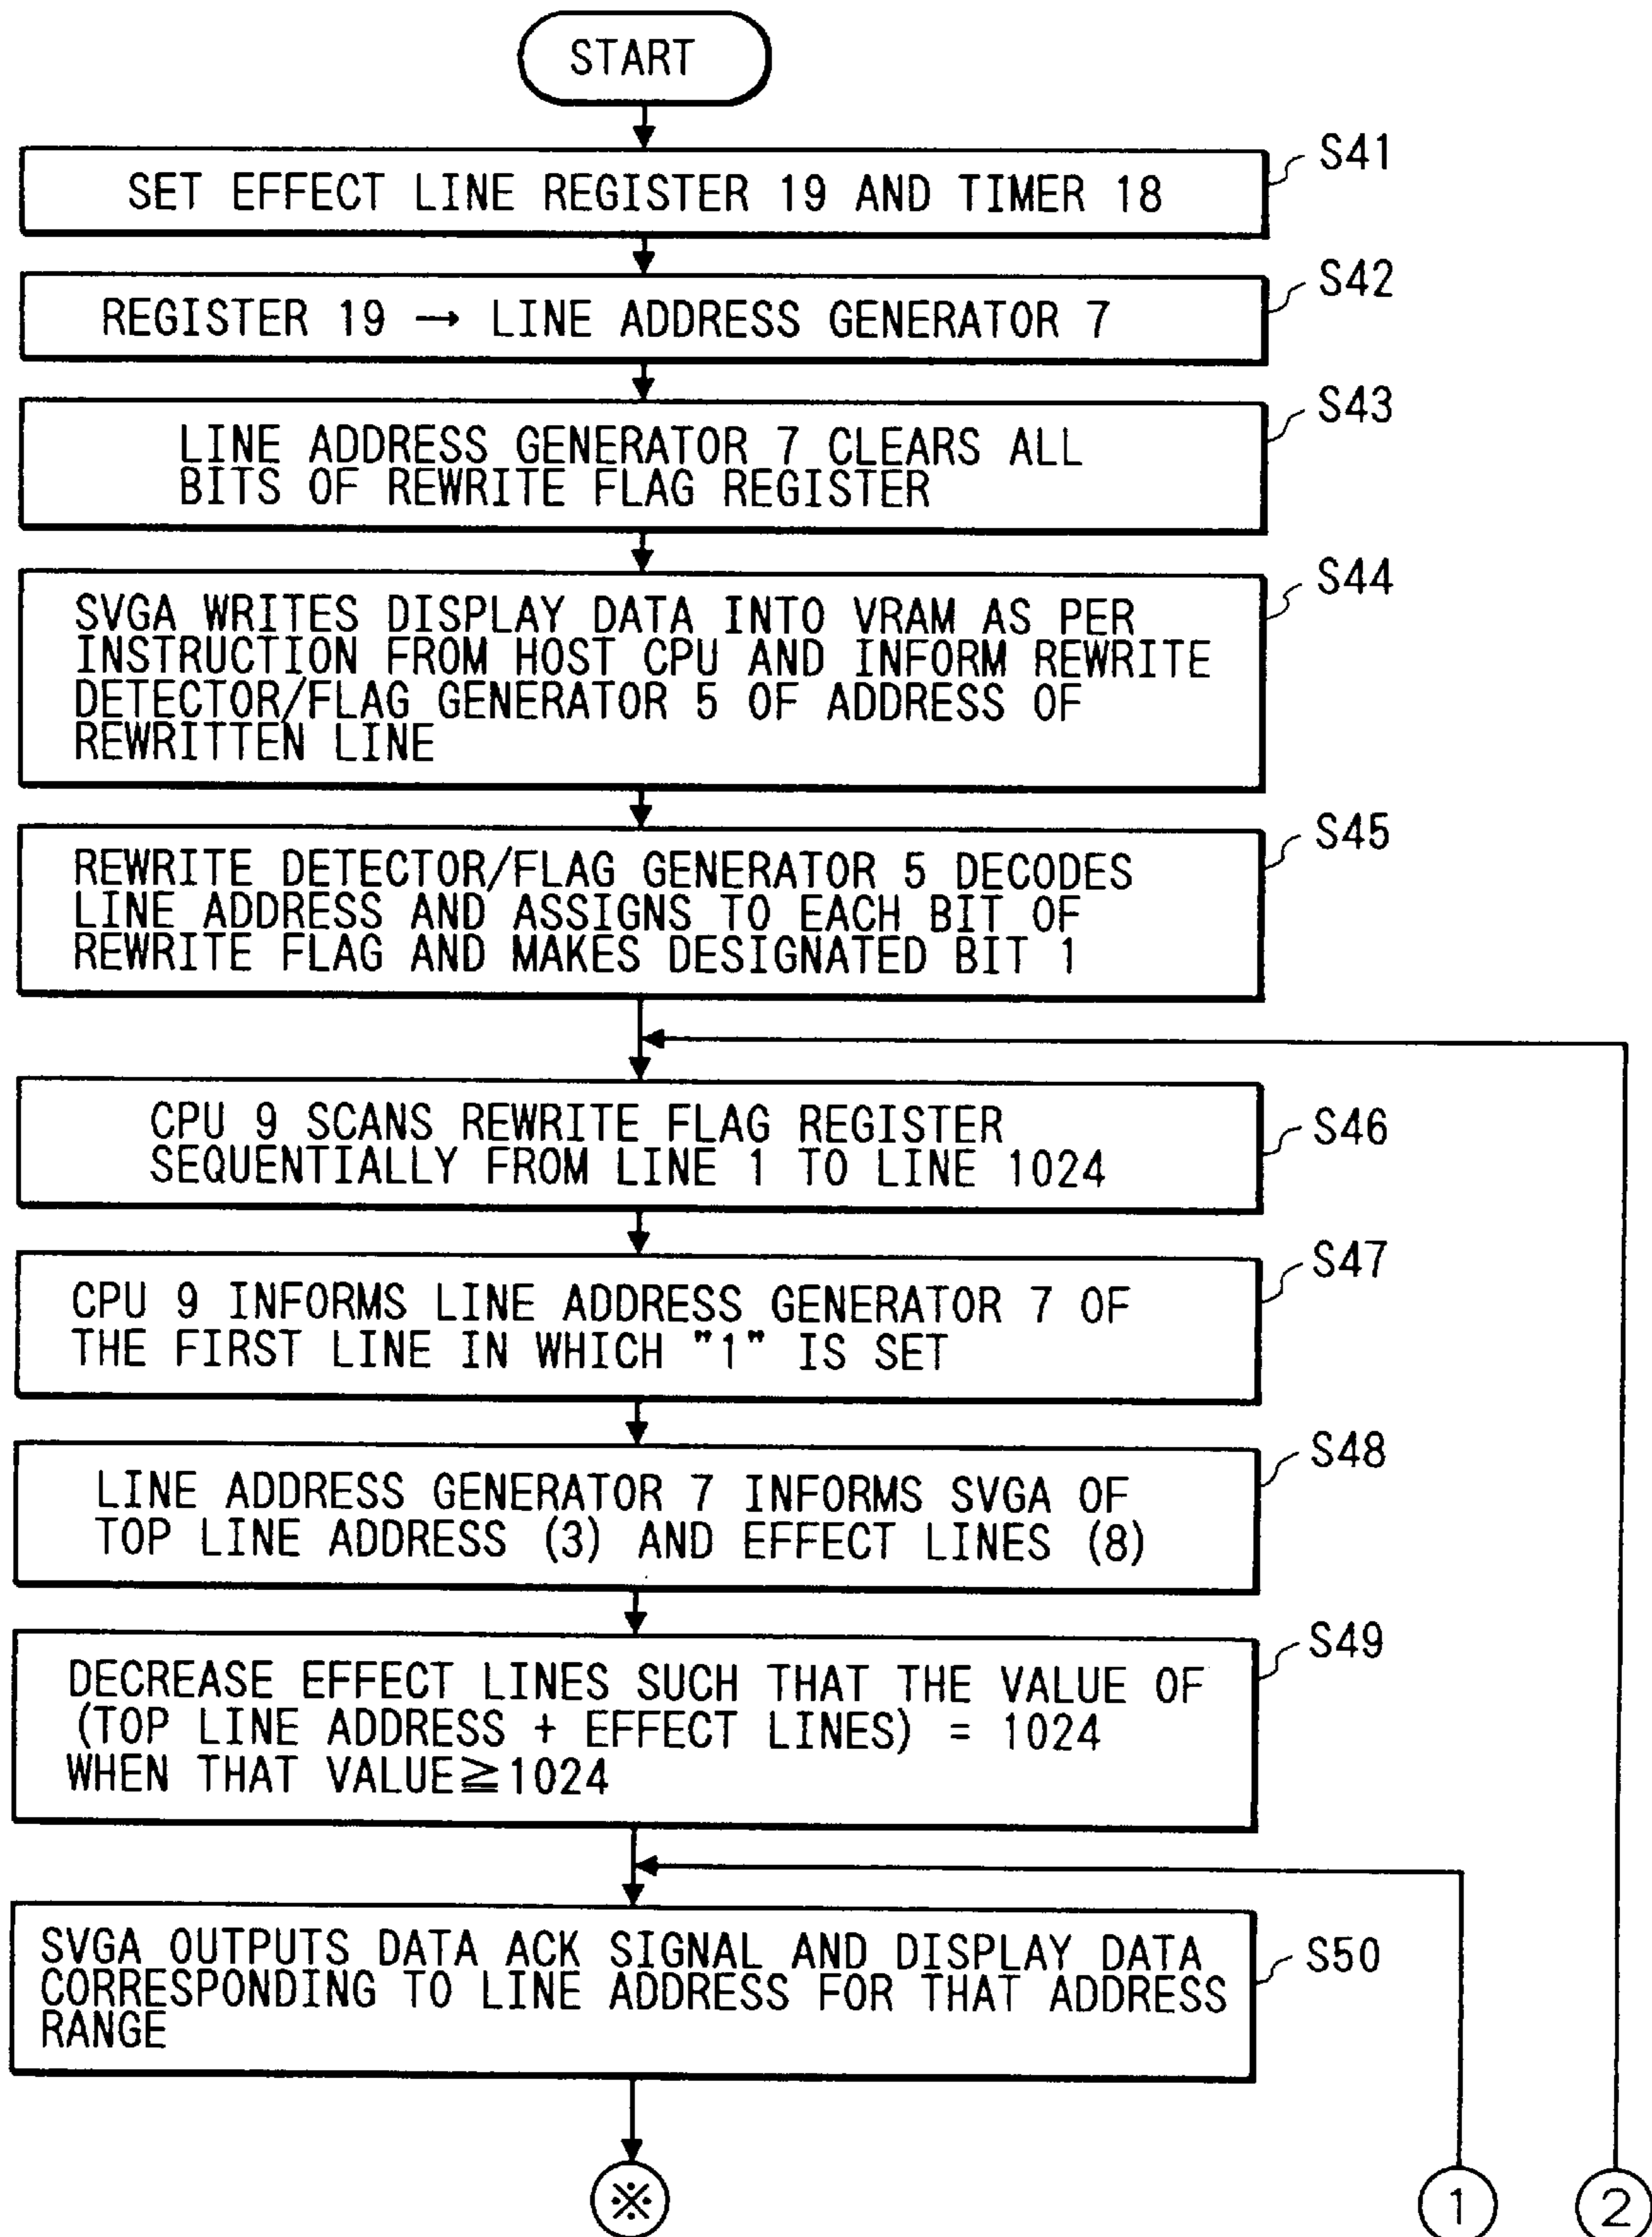 START
S41
SET EFFECT LINE REGISTER 19 AND TIMER 18
S42
REGISTER 19 → LINE ADDRESS GENERATOR 7
S43
LINE ADDRESS GENERATOR 7 CLEARS ALL
BITS OF REWRITE FLAG REGISTER
S44
SVGA WRITES DISPLAY DATA INTO VRAM AS PER
INSTRUCTION FROM HOST CPU AND INFORM REWRITE
DETECTOR/FLAG GENERATOR 5 OF ADDRESS OF
REWRITTEN LINE
S45
REWRITE DETECTOR/FLAG GENERATOR 5 DECODES
LINE ADDRESS AND ASSIGNS TO EACH BIT OF
REWRITE FLAG AND MAKES DESIGNATED BIT 1
S46
CPU 9 SCANS REWRITE FLAG REGISTER
SEQUENTIALLY FROM LINE 1 TO LINE 1024
S47
CPU 9 INFORMS LINE ADDRESS GENERATOR 7 OF
THE FIRST LINE IN WHICH "1" IS SET
S48
LINE ADDRESS GENERATOR 7 INFORMS SVGA OF
TOP LINE ADDRESS (3) AND EFFECT LINES (8)
S49
DECREASE EFFECT LINES SUCH THAT THE VALUE OF
(TOP LINE ADDRESS + EFFECT LINES) = 1024
WHEN THAT VALUE≧1024
S50
SVGA OUTPUTS DATA ACK SIGNAL AND DISPLAY DATA
CORRESPONDING TO LINE ADDRESS FOR THAT ADDRESS
RANGE
※
1
2